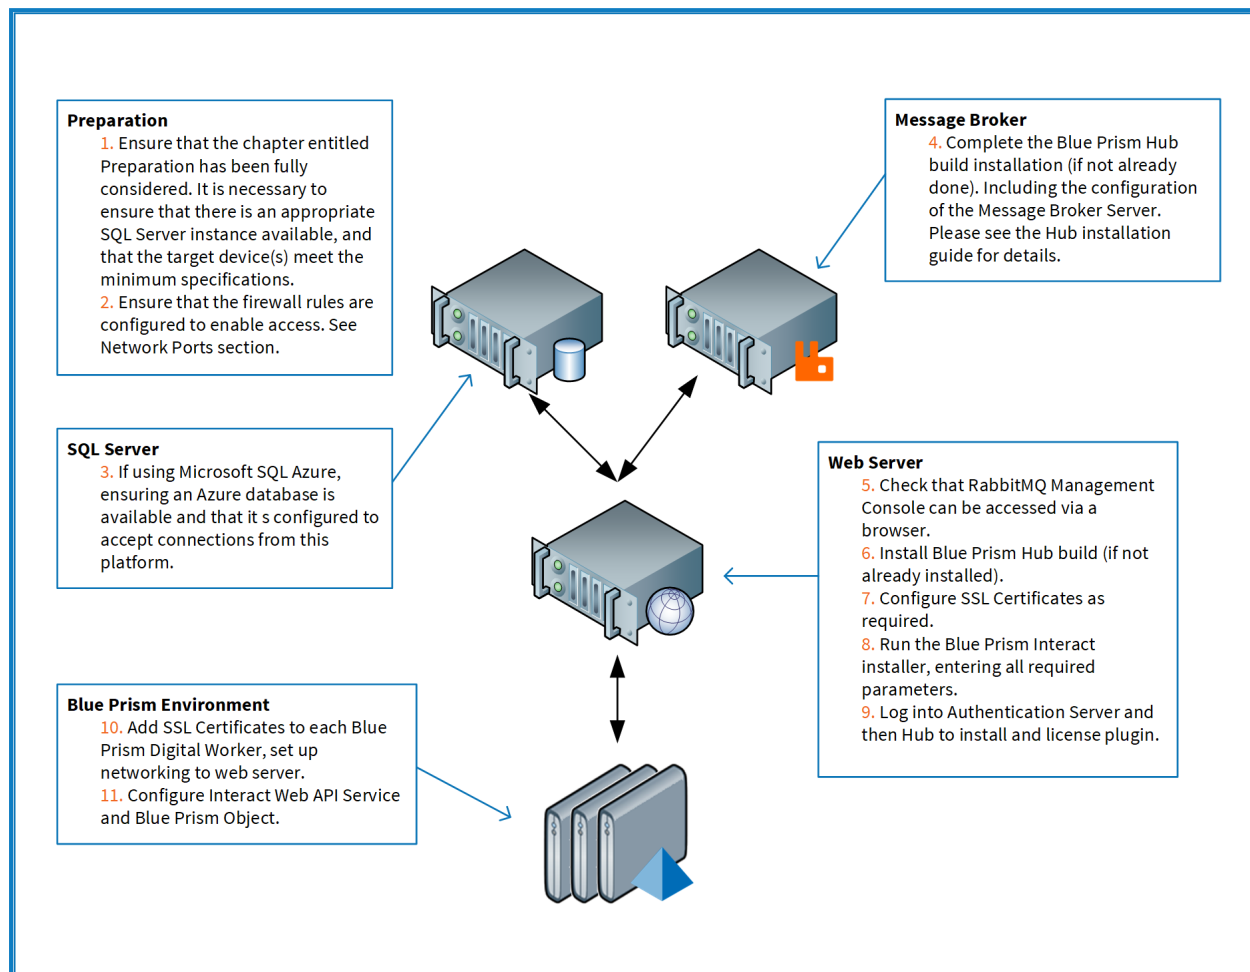 Preparation
1. Ensure that the chapter entitled
Preparation has been fully
considered. It is necessary to
ensure that there is an appropriate
SQL Server instance available, and
that the target device(s) meet the
minimum specifications.
2. Ensure that the firewall rules are
configured to enable access. See
Network Ports section.
SQL Server
3. If using Microsoft SQL Azure,
ensuring an Azure database is
available and that it s configured to
accept connections from this
platform.
Message Broker
4. Complete the Blue Prism Hub
build installation (if not already
done). Including the configuration
of the Message Broker Server.
Please see the Hub installation
guide for details.
Web Server
5. Check that RabbitMQ Management
Console can be accessed via a
browser.
6. Install Blue Prism Hub build (if not
already installed).
7. Configure SSL Certificates as
required.
8. Run the Blue Prism Interact
installer, entering all required
parameters.
9. Log into Authentication Server and
then Hub to install and license plugin.
Blue Prism Environment
10. Add SSL Certificates to each Blue
Prism Digital Worker, set up
networking to web server.
11. Configure Interact Web API Service
and Blue Prism Object.